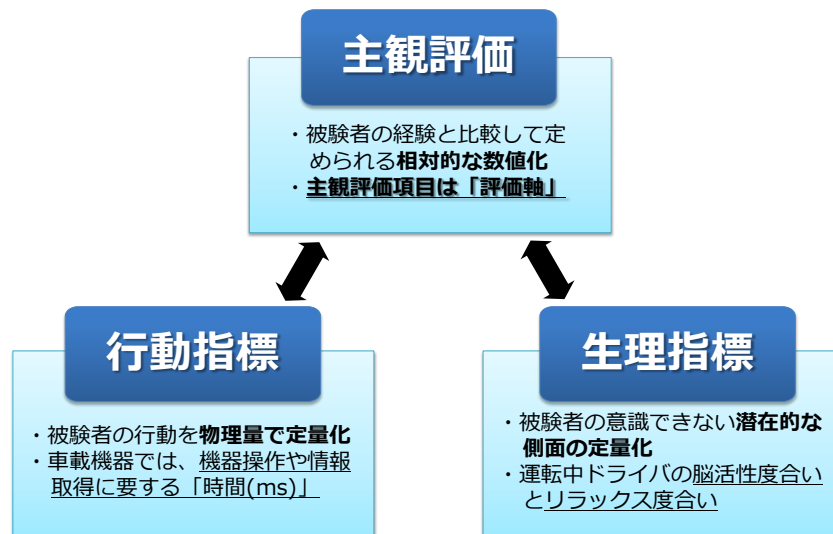 主観評価
・被験者の経験と比較して定
められる相対的な数値化
・主観評価項目は「評価軸」
行動指標
・被験者の行動を物理量で定量化
・車載機器では、機器操作や情報
取得に要する「時間(ms)」
生理指標
・被験者の意識できない潜在的な
側面の定量化
・運転中ドライバの脳活性度合い
とリラックス度合い